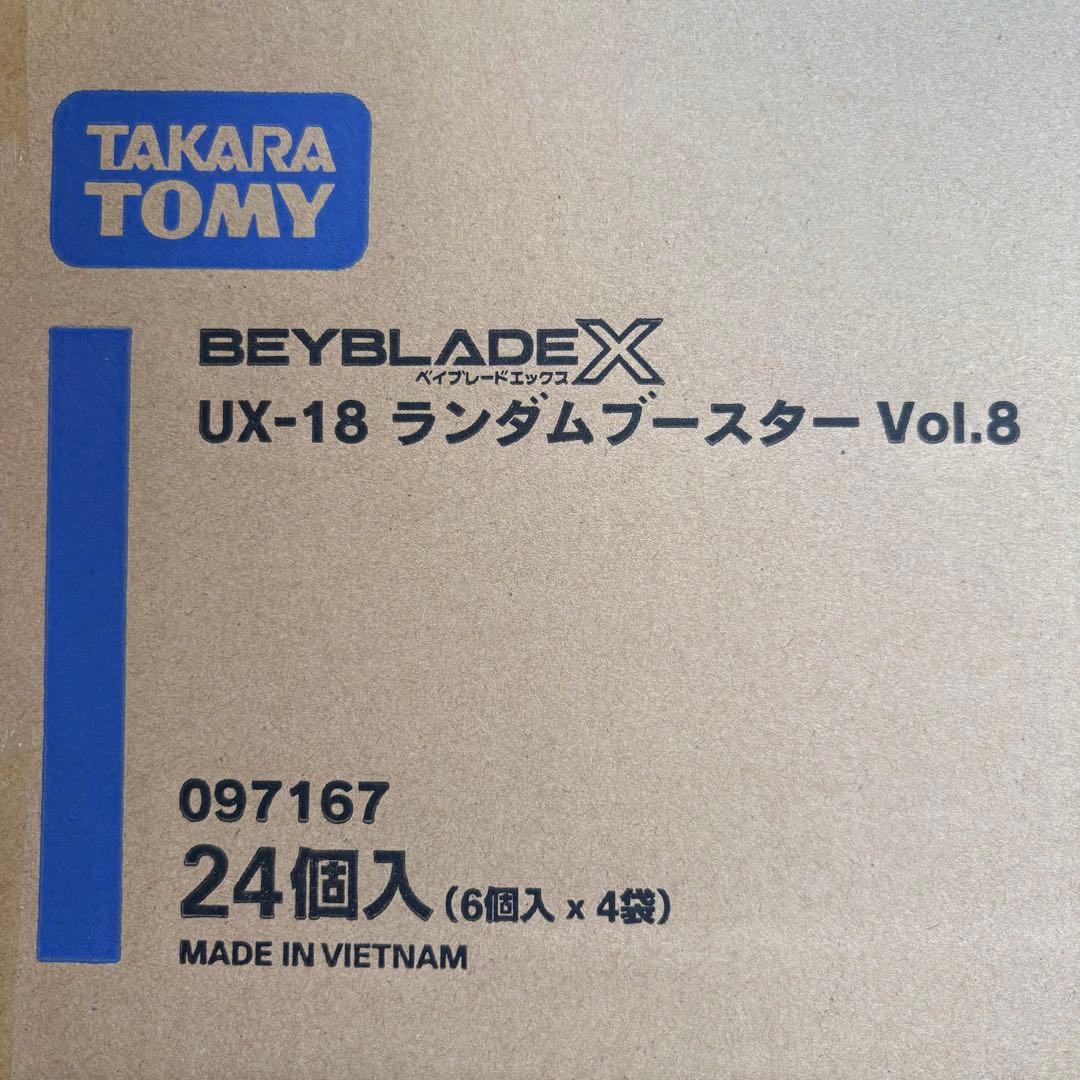 TAKARA
TOMY
BEYBLADE X
ベイブレードエックス
UX-18 ランダムブースター Vol.8
097167
24個入(6個入 x 4袋)
MADE IN VIETNAM